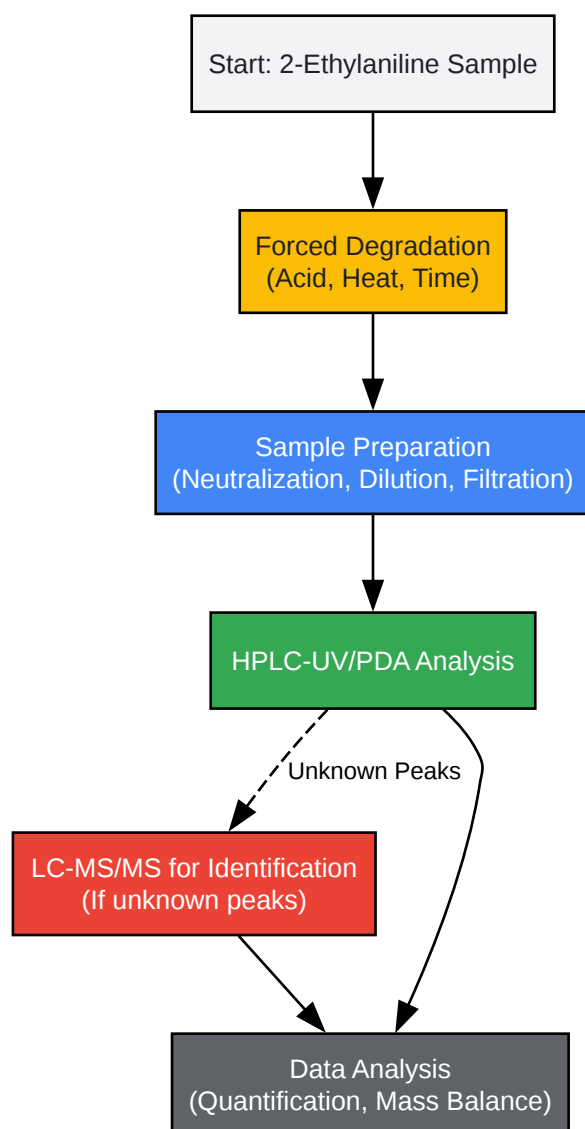 Start: 2-Ethylaniline Sample
Forced Degradation
(Acid, Heat, Time)
Sample Preparation
(Neutralization, Dilution, Filtration)
HPLC-UV/PDA Analysis
Unknown Peaks
LC-MS/MS for Identification
(If unknown peaks)
Data Analysis
(Quantification, Mass Balance)